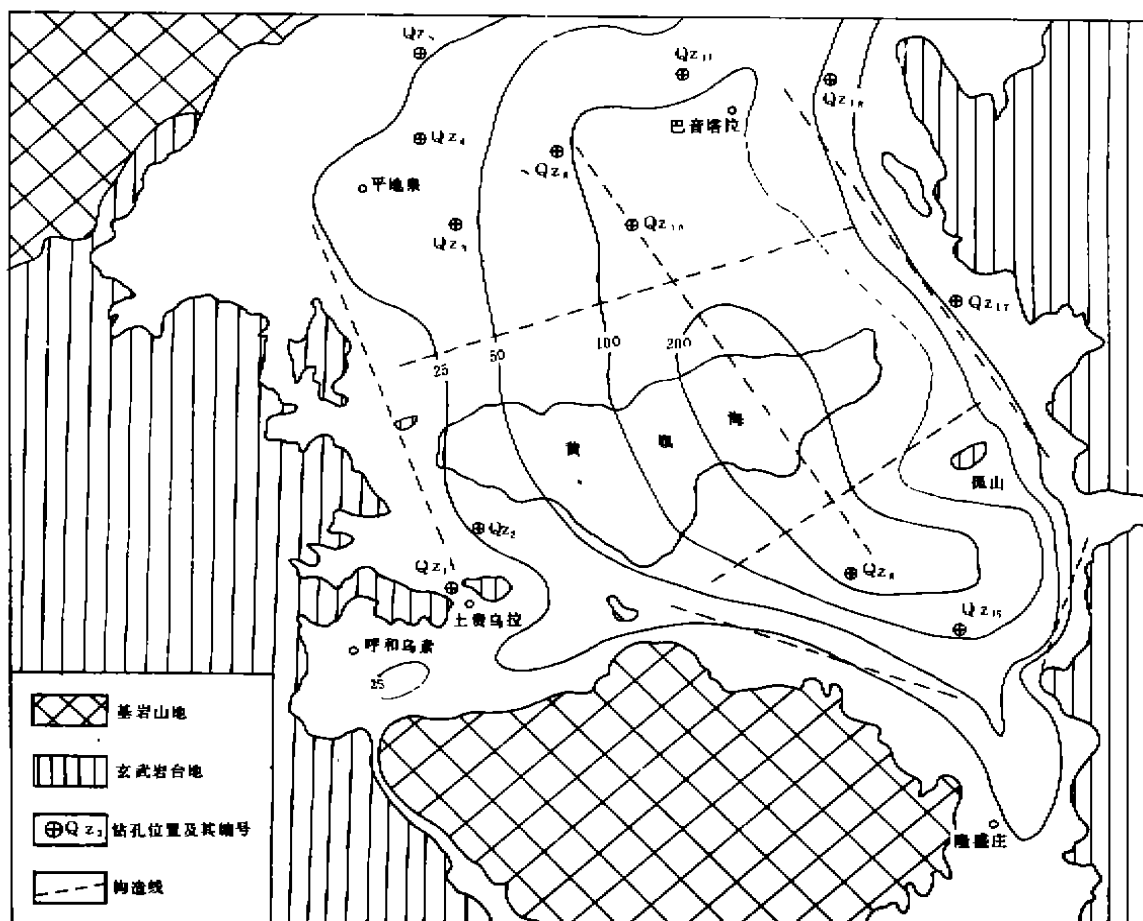 Qz
Qz₁₁
Qz₁₈
巴音塔拉
Qz₄
平地泉
Qz₁₀
Qz₁₇
25
50
100
200
黄
旗
海
孤山
Qz₂
Qz₁
土贵乌拉
Qz₁₅
呼和乌素
25
基岩山地
玄武岩台地
Qz₃ 钻孔位置及其编号
构造线
隆盛庄